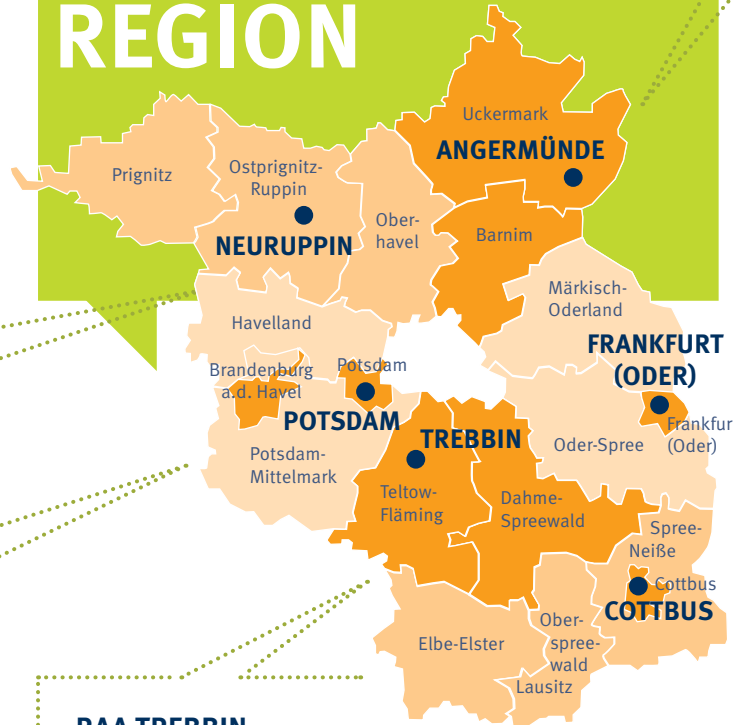 REGION
Uckermark
ANGERMÜNDE
Prignitz
Ostprignitz-
Ruppin
NEURUPPIN
Ober-
havel
Barnim
Märkisch-
Oderland
Havelland
FRANKFURT
(ODER)
Brandenburg
a.d. Havel
Potsdam
POTSDAM
Frankfur
(Oder)
TREBBIN
Oder-Spree
Potsdam-
Mittelmark
Teltow-
Fläming
Dahme-
Spreewald
Spree-
Neiße
Cottbus
COTTBUS
Elbe-Elster
Ober-
spree-
wald
Lausitz
RAA TREBBIN